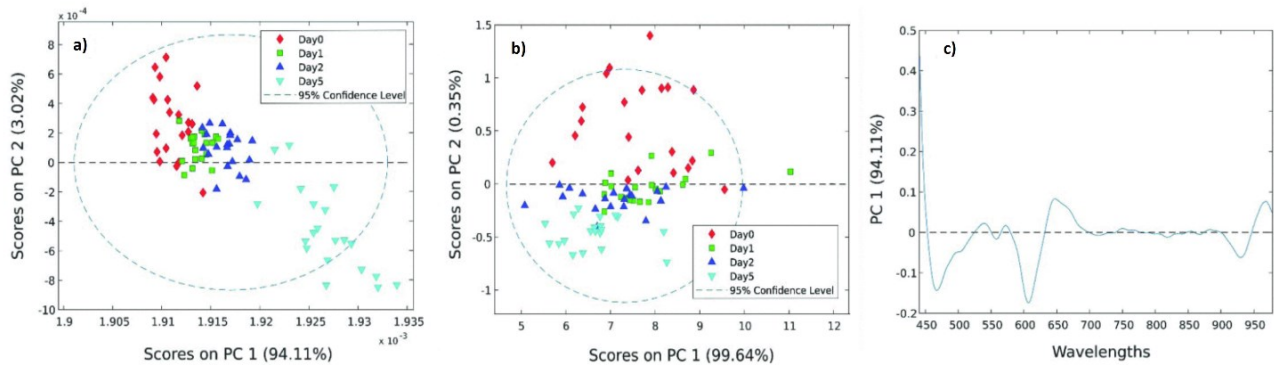 × 10⁻⁴
8
6
4
2
0
-2
-4
-6
-8
-10
Scores on PC 2 (3.02%)
a)
Day0
Day1
Day2
Day5
95% Confidence Level
1.9
1.905
1.91
1.915
1.92
1.925
1.93
1.935
× 10⁻³
Scores on PC 1 (94.11%)
1.5
1
0.5
0
-0.5
-1
Scores on PC 2 (0.35%)
b)
Day0
Day1
Day2
Day5
95% Confidence Level
5
6
7
8
9
10
11
12
Scores on PC 1 (99.64%)
0.5
0.4
0.3
0.2
0.1
0
-0.1
-0.2
PC 1 (94.11%)
c)
450
500
550
600
650
700
750
800
850
900
950
Wavelengths